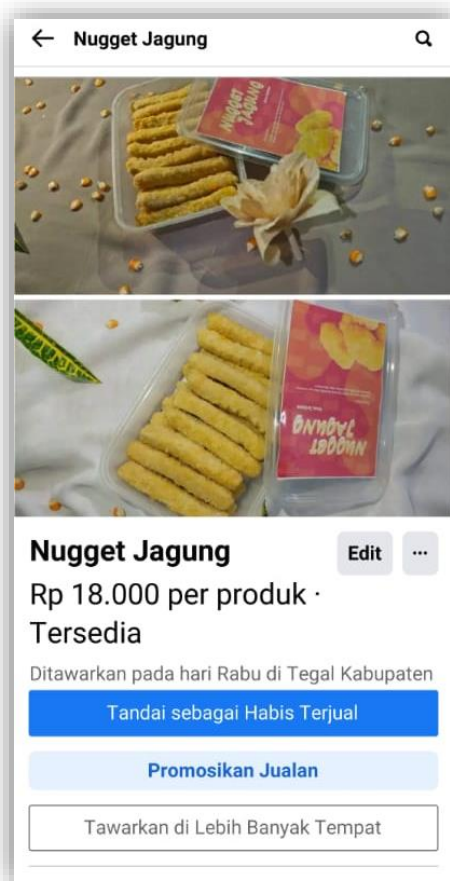 Nugget Jagung
NUGGET
JAGUNG
NUGGET
JAGUNG
Nugget Jagung
Edit
Rp 18.000 per produk ·
Tersedia
Ditawarkan pada hari Rabu di Tegal Kabupaten
Tandai sebagai Habis Terjual
Promosikan Jualan
Tawarkan di Lebih Banyak Tempat